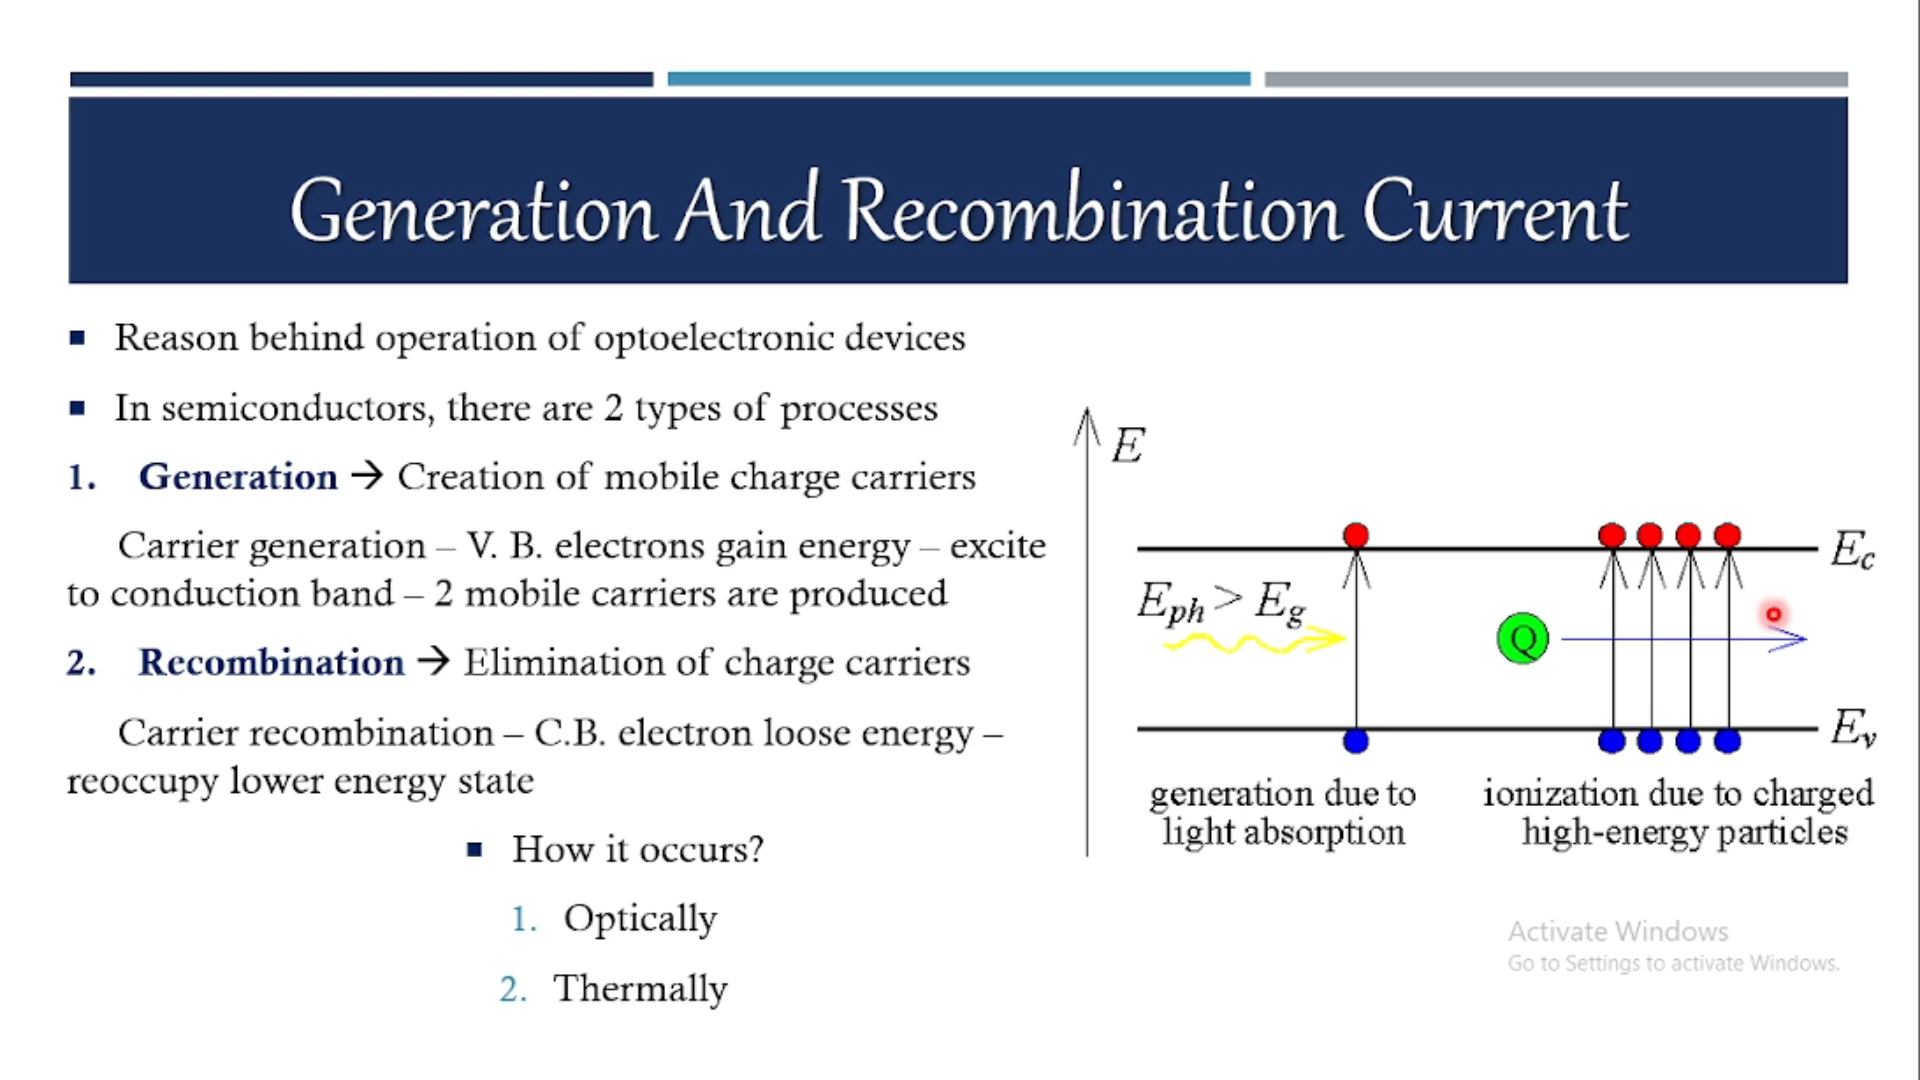 Generation And Recombination Current
▪ Reason behind operation of optoelectronic devices
▪ In semiconductors, there are 2 types of processes
1. Generation → Creation of mobile charge carriers
Carrier generation – V. B. electrons gain energy – excite
to conduction band – 2 mobile carriers are produced
2. Recombination → Elimination of charge carriers
Carrier recombination – C.B. electron loose energy –
reoccupy lower energy state
▪ How it occurs?
1. Optically
2. Thermally
E
Ec
Eph > Eg
Q
Ev
generation due to
light absorption
ionization due to charged
high-energy particles
Activate Windows
Go to Settings to activate Windows.